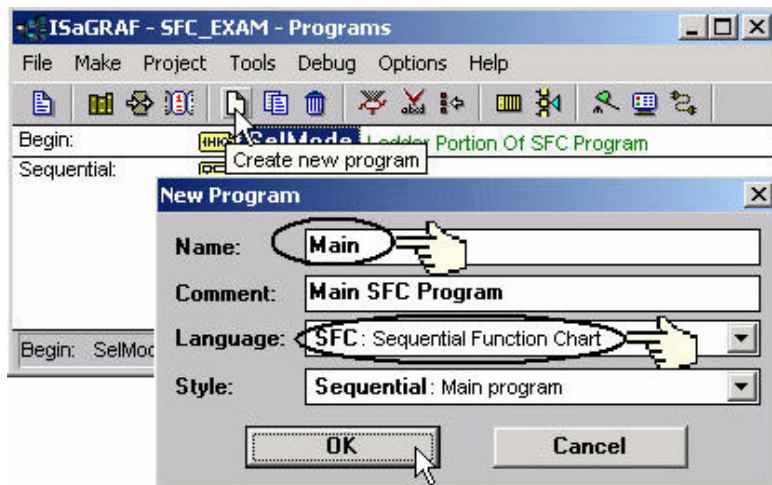 ISaGRAF - SFC_EXAM - Programs
File Make Project Tools Debug Options Help
Begin: SelMode Ladder Portion Of SFC Program
Create new program
Sequential:
New Program
Name: Main
Comment: Main SFC Program
Language: SFC : Sequential Function Chart
Style: Sequential : Main program
OK Cancel
Begin: SelMod